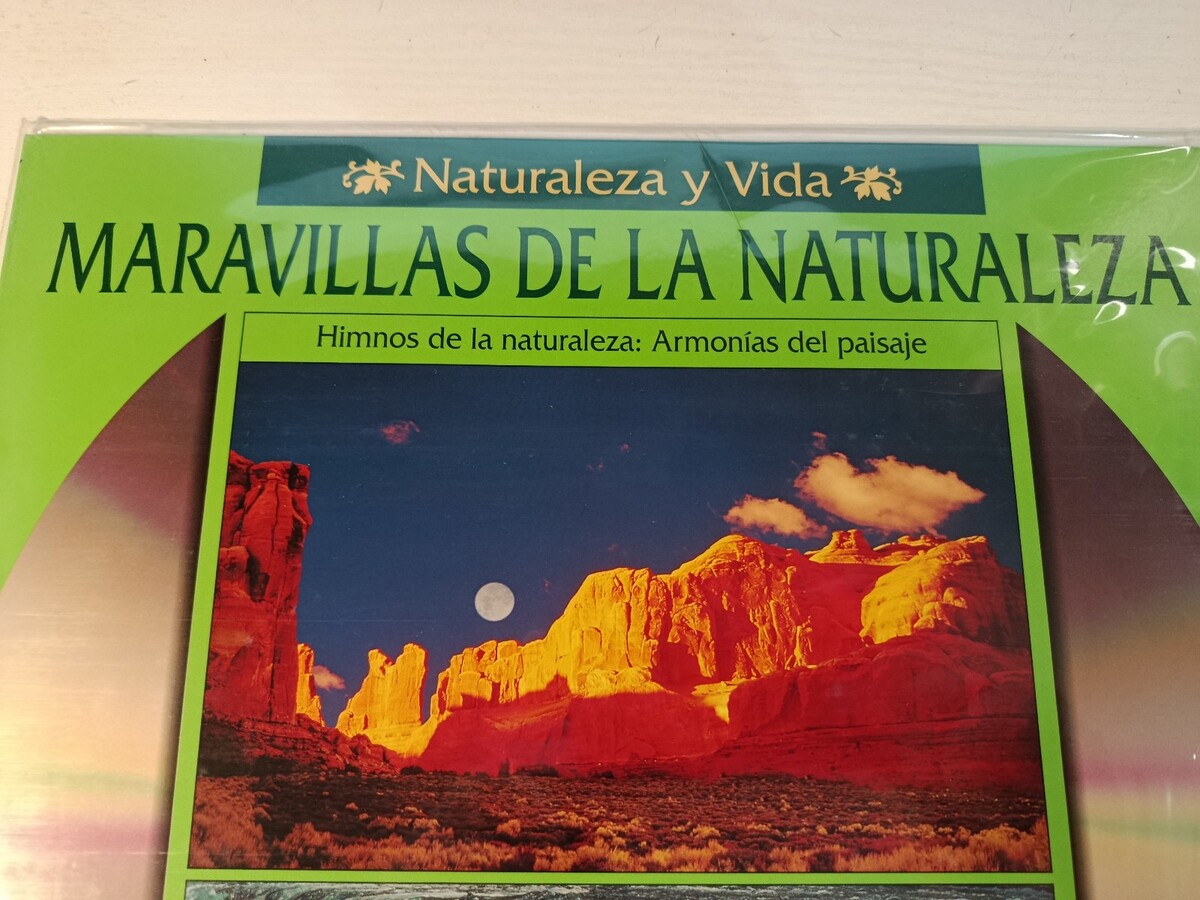 Naturaleza y Vida
MARAVILLAS DE LA NATURALEZA
Himnos de la naturaleza: Armonías del paisaje